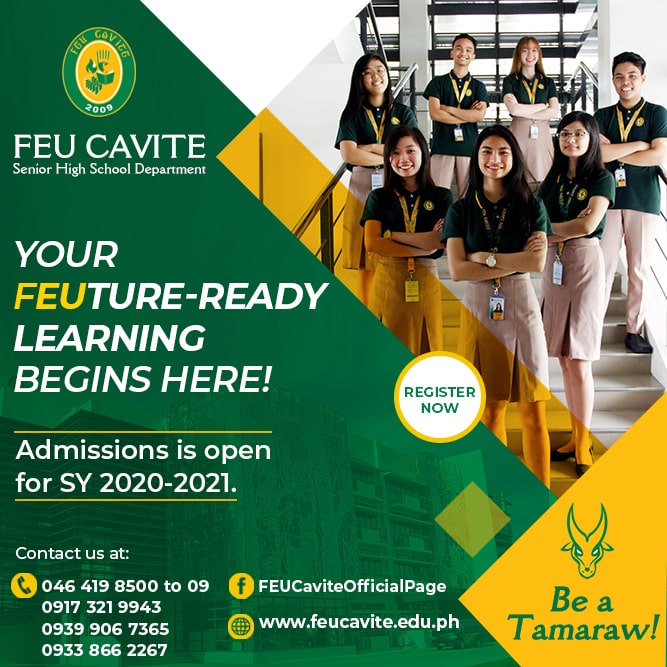 FEU CAVITE
2009
FEU CAVITE
Senior High School Department
YOUR
FEUTURE-READY
LEARNING
BEGINS HERE!
REGISTER
NOW
Admissions is open
for SY 2020-2021.
Contact us at:
046 419 8500 to 09
0917 321 9943
0939 906 7365
0933 866 2267
FEUCaviteOfficialPage
www.feucavite.edu.ph
Be a
Tamaraw!